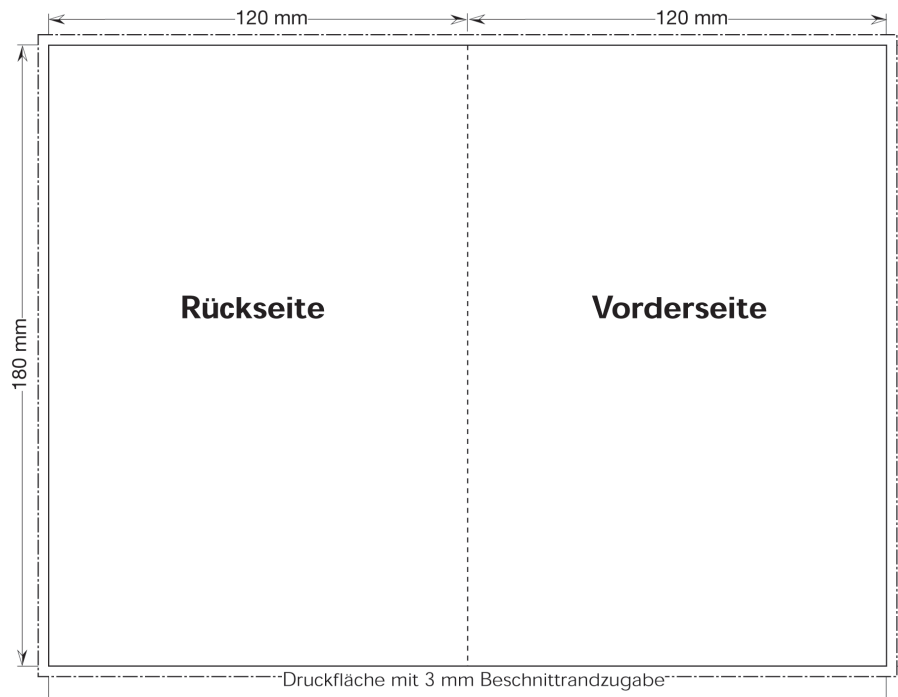 120 mm
120 mm
180 mm
Rückseite
Vorderseite
Druckfläche mit 3 mm Beschnittrandzugabe